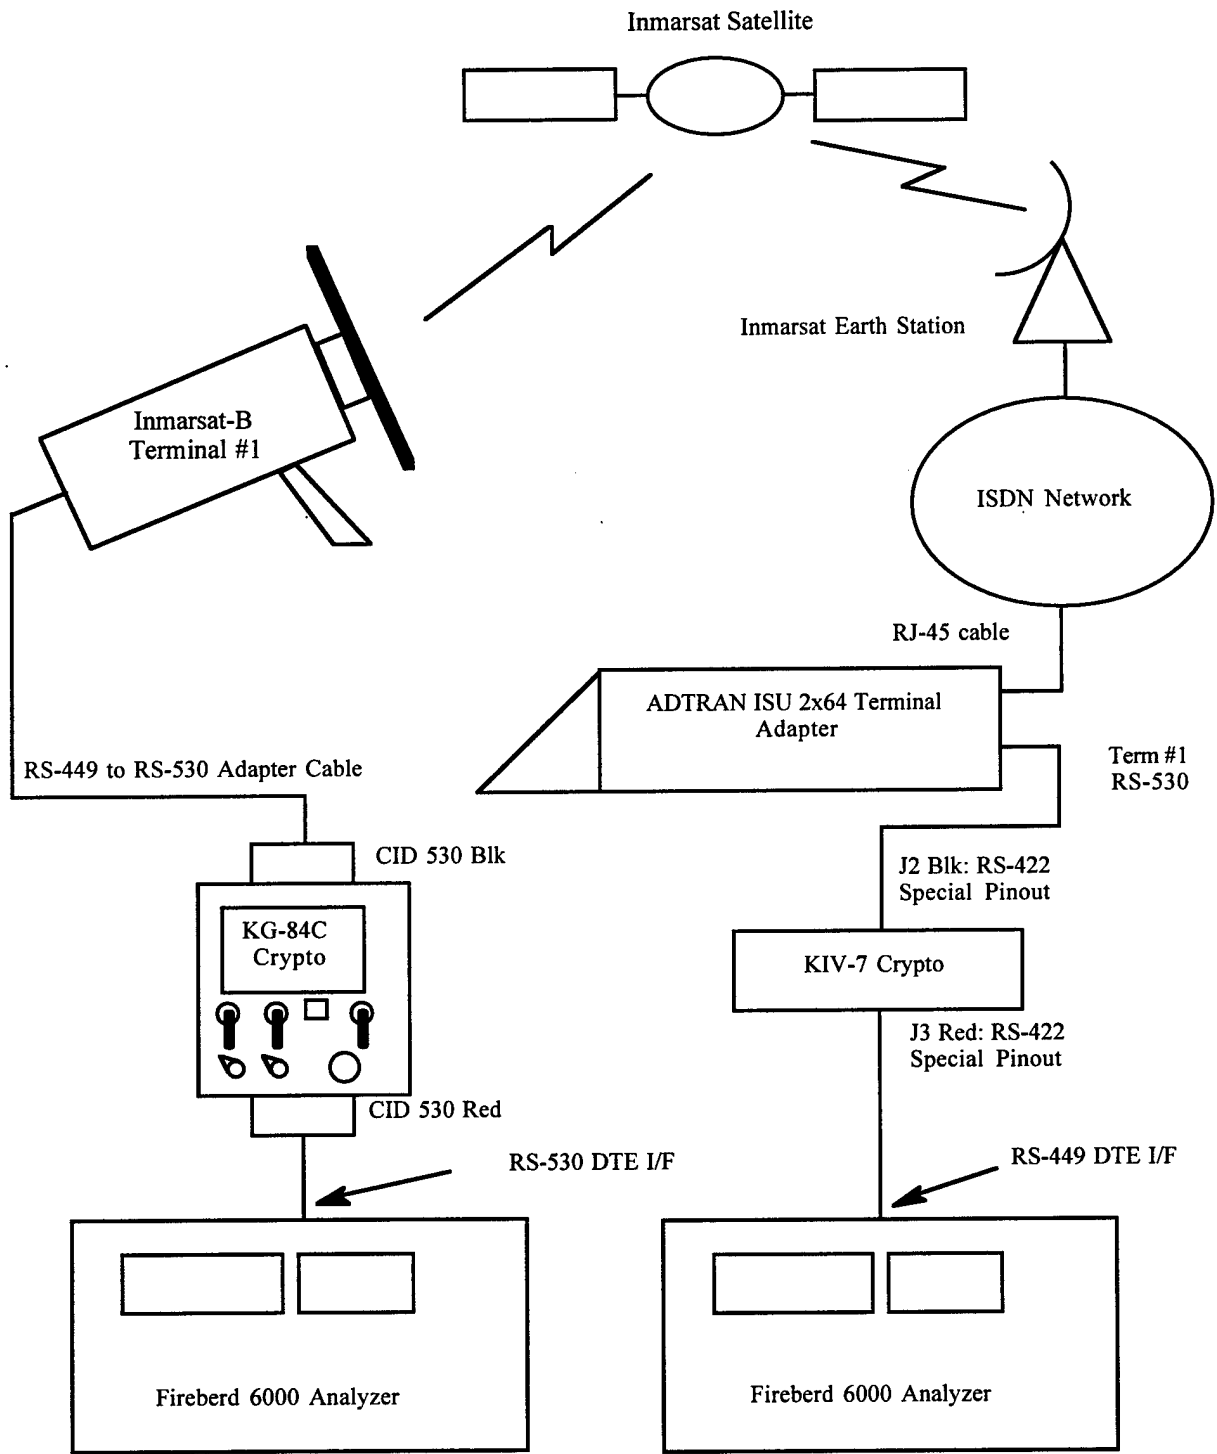 Inmarsat Satellite
Inmarsat Earth Station
Inmarsat-B
Terminal #1
ISDN Network
RJ-45 cable
ADTRAN ISU 2x64 Terminal
Adapter
Term #1
RS-530
RS-449 to RS-530 Adapter Cable
CID 530 Blk
J2 Blk: RS-422
Special Pinout
KG-84C
Crypto
KIV-7 Crypto
J3 Red: RS-422
Special Pinout
CID 530 Red
RS-530 DTE I/F
RS-449 DTE I/F
Fireberd 6000 Analyzer
Fireberd 6000 Analyzer